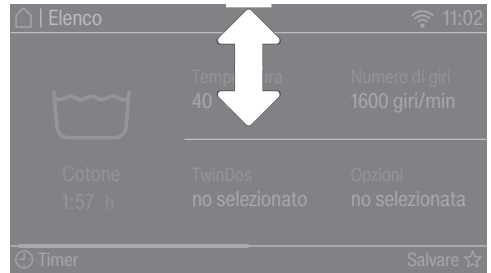 | Elenco 11:02
Temperatura Numero di giri
40 1600 giri/min
Cotone TwinDos Opzioni
1:57 h no selezionato no selezionata
Timer Salvare